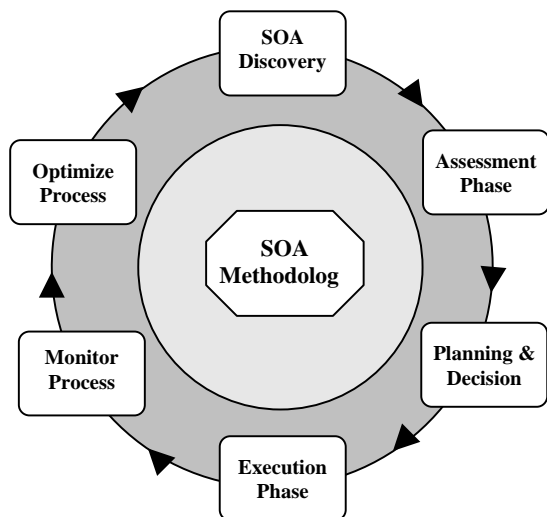 SOA
Discovery
Assessment
Phase
Planning &
Decision
Execution
Phase
Monitor
Process
Optimize
Process
SOA
Methodolog